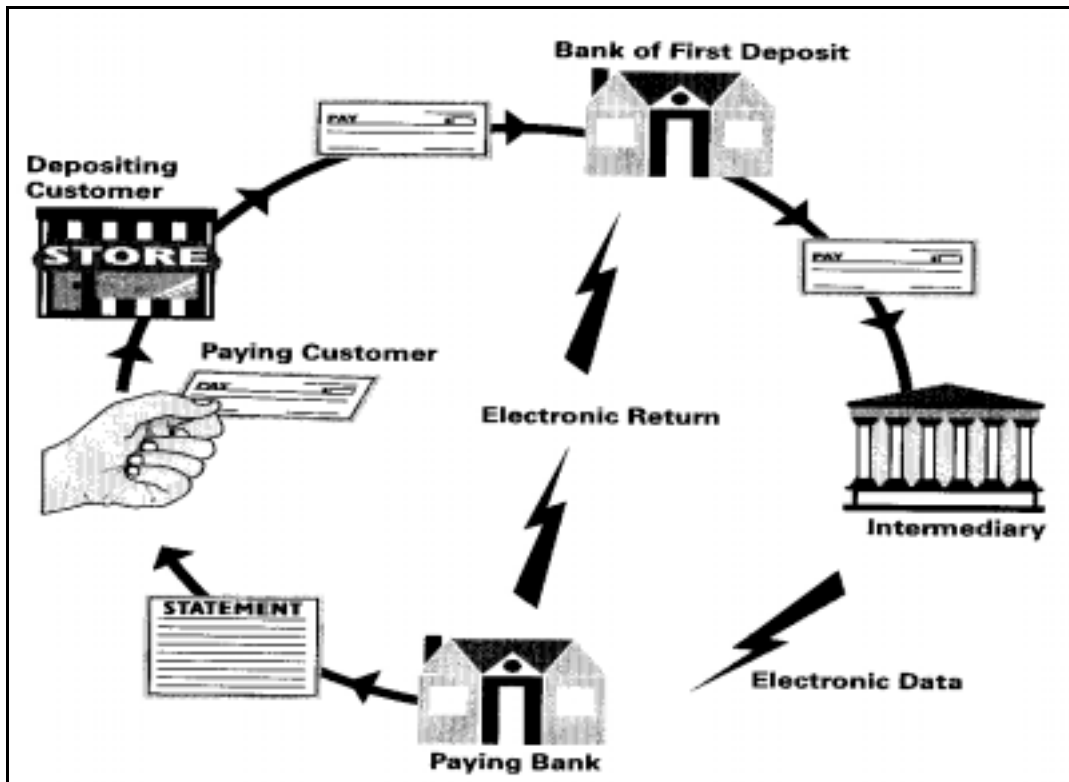 Bank of First Deposit
PAY
Depositing
Customer
STORE
PAY
Paying Customer
PAY
Electronic Return
Intermediary
STATEMENT
Electronic Data
Paying Bank